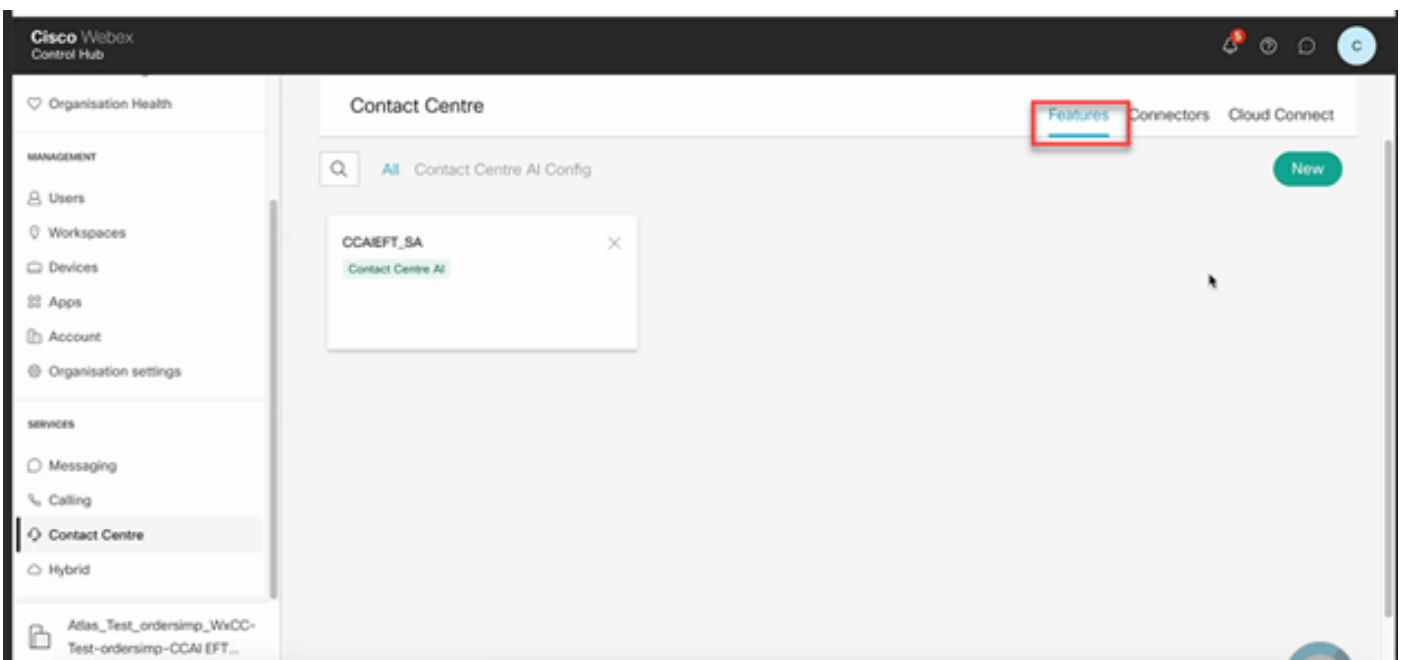 Cisco Webex
Control Hub
5
C
Organisation Health
MANAGEMENT
Users
Workspaces
Devices
Apps
Account
Organisation settings
SERVICES
Messaging
Calling
Contact Centre
Hybrid
Atlas_Test_ordersimp_WxCC-
Test-ordersimp-CCAI EFT...
Contact Centre
Features Connectors Cloud Connect
All Contact Centre AI Config
New
CCAIEFT_SA
Contact Centre AI